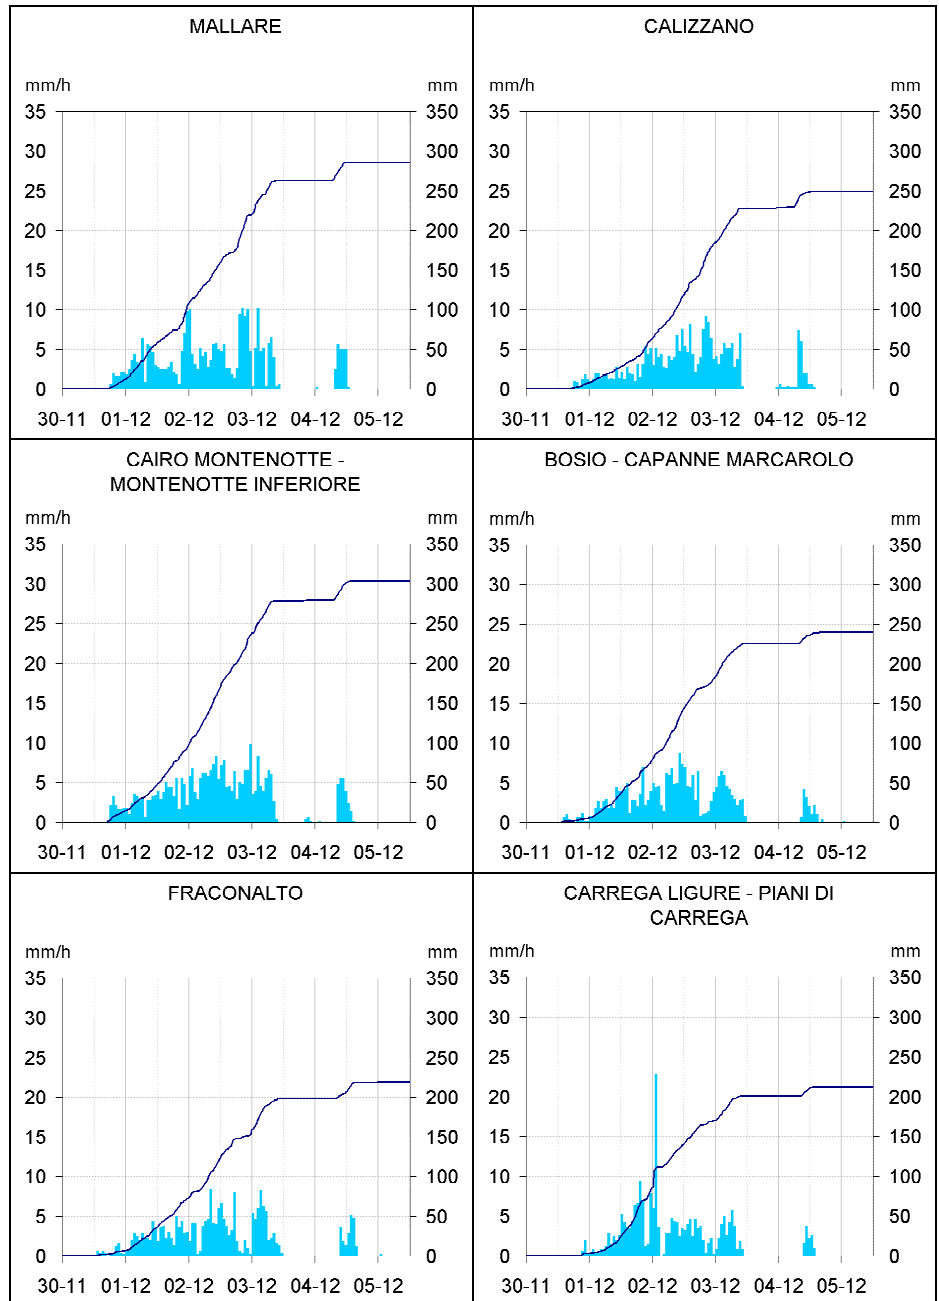 MALLARE
mm/h mm
35 350
30 300
25 250
20 200
15 150
10 100
5 50
0 0
30-11 01-12 02-12 03-12 04-12 05-12
CALIZZANO
mm/h mm
35 350
30 300
25 250
20 200
15 150
10 100
5 50
0 0
30-11 01-12 02-12 03-12 04-12 05-12
CAIRO MONTENOTTE -
MONTENOTTE INFERIORE
mm/h mm
35 350
30 300
25 250
20 200
15 150
10 100
5 50
0 0
30-11 01-12 02-12 03-12 04-12 05-12
BOSIO - CAPANNE MARCAROLO
mm/h mm
35 350
30 300
25 250
20 200
15 150
10 100
5 50
0 0
30-11 01-12 02-12 03-12 04-12 05-12
FRACONALTO
mm/h mm
35 350
30 300
25 250
20 200
15 150
10 100
5 50
0 0
30-11 01-12 02-12 03-12 04-12 05-12
CARREGA LIGURE - PIANI DI
CARREGA
mm/h mm
35 350
30 300
25 250
20 200
15 150
10 100
5 50
0 0
30-11 01-12 02-12 03-12 04-12 05-12